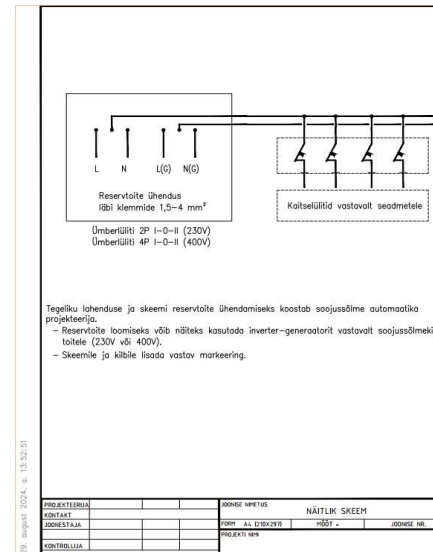 L N L(G) N(G)
Reservtoite ühendus
läbi klemmide 1,5-4 mm²
Kaitselülitid vastavalt seadmetele
Ümberlüliti 2P I-0-II (230V)
Ümberlüliti 4P I-0-II (400V)
Tegeliku lahenduse ja skeemi reservtoite ühendamiseks koostab soojussõlme automaatika
projekteerija.
- Reservtoite loomiseks võib näiteks kasutada inverter-generaatorit vastavalt soojussõlmeki
toitele (230V või 400V).
- Skeemile ja kilbile lisada vastav markeering.
29. august 2024. a. 13:52:51
PROJEKTEERIJA
KONTAKT
JOONESTAJA
KONTROLLIJA
JOONISE NIMETUS
NÄITLIK SKEEM
FORM A4 (210X297) MÕÕT - JOONISE NR.
PROJEKTI NIMI